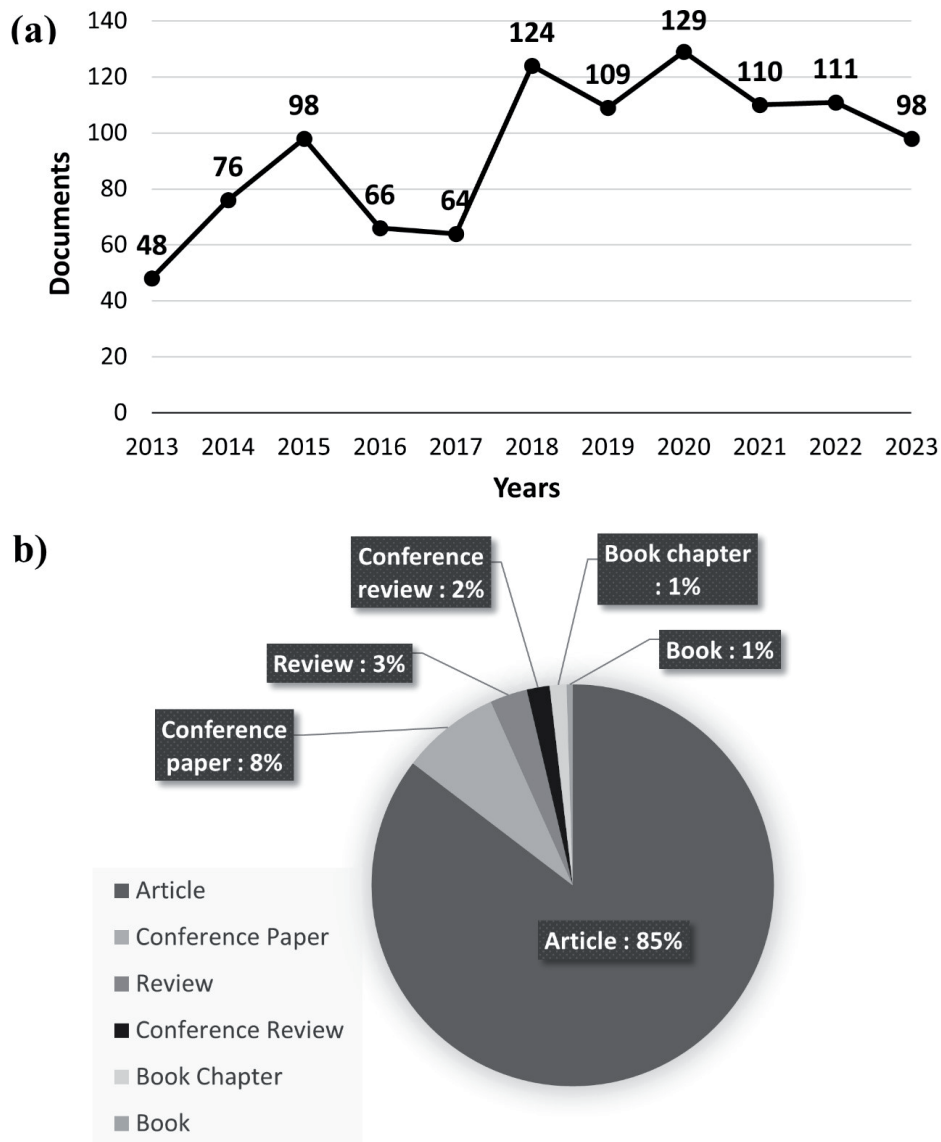 (a)
140
120
100
80
60
40
20
0
Documents
48
76
98
66
64
124
109
129
110
111
98
2013 2014 2015 2016 2017 2018 2019 2020 2021 2022 2023
Years
b)
Conference
review : 2%
Book chapter
: 1%
Review : 3%
Book : 1%
Conference
paper : 8%
Article : 85%
Article
Conference Paper
Review
Conference Review
Book Chapter
Book